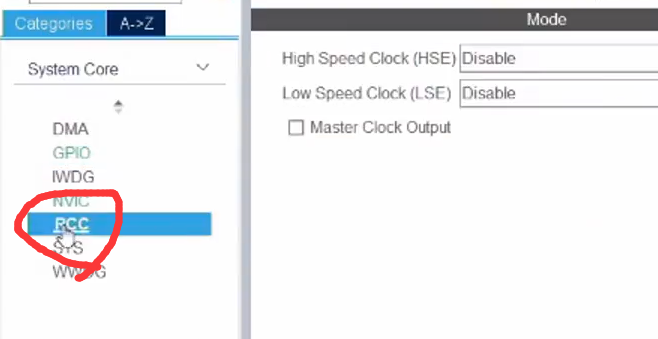 Categories A->Z
System Core
DMA
GPIO
IWDG
NVIC
RCC
SYS
WWDG
Mode
High Speed Clock (HSE) Disable
Low Speed Clock (LSE) Disable
Master Clock Output